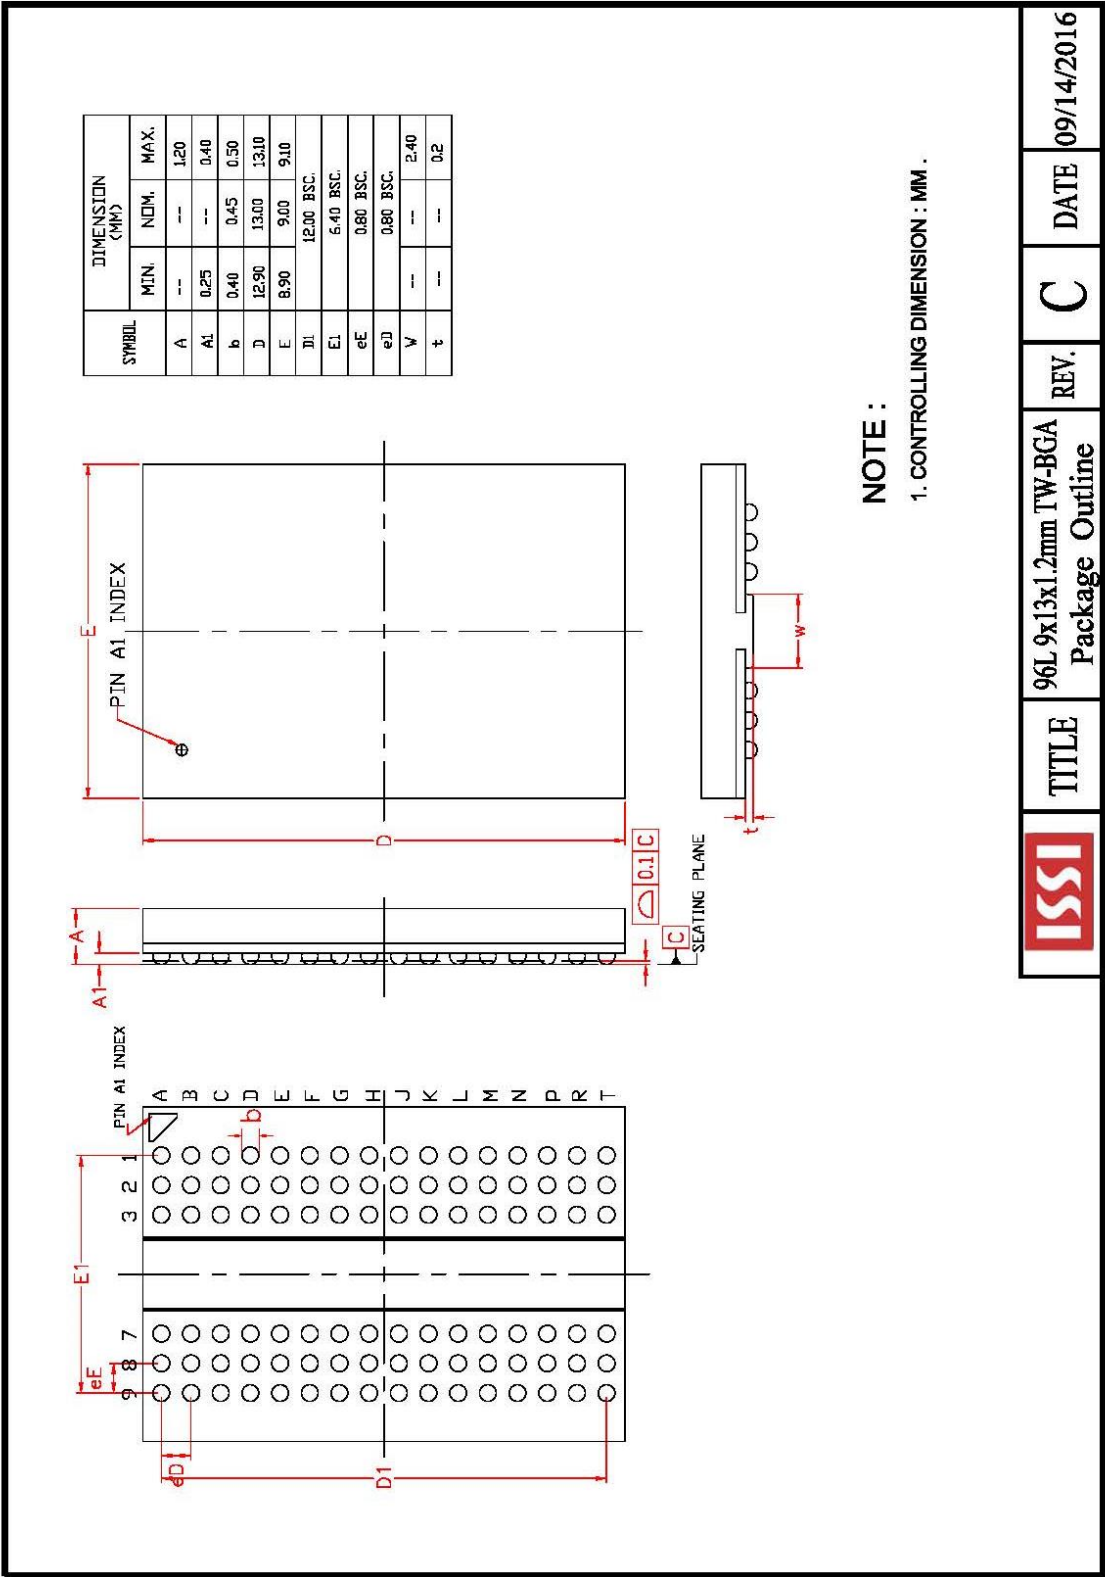 SYMBOL DIMENSION
(MM)
MIN. NOM. MAX.
A -- -- 1.20
A1 0.25 -- 0.40
b 0.40 0.45 0.50
D 12.90 13.00 13.10
E 8.90 9.00 9.10
D1 12.00 BSC.
E1 6.40 BSC.
eE 0.80 BSC.
eD 0.80 BSC.
W -- -- 2.40
t -- -- 0.2
E
PIN A1 INDEX
D
A
A1
0.1 C
C
SEATING PLANE
w
t
PIN A1 INDEX
E1
eE
9 8 7 3 2 1
A
B
C
D
E
F
G
H
J
K
L
M
N
P
R
T
b
eD
D1
NOTE :
1. CONTROLLING DIMENSION : MM .
ISSI
TITLE
96L 9x13x1.2mm TW-BGA
Package Outline
REV.
C
DATE
09/14/2016